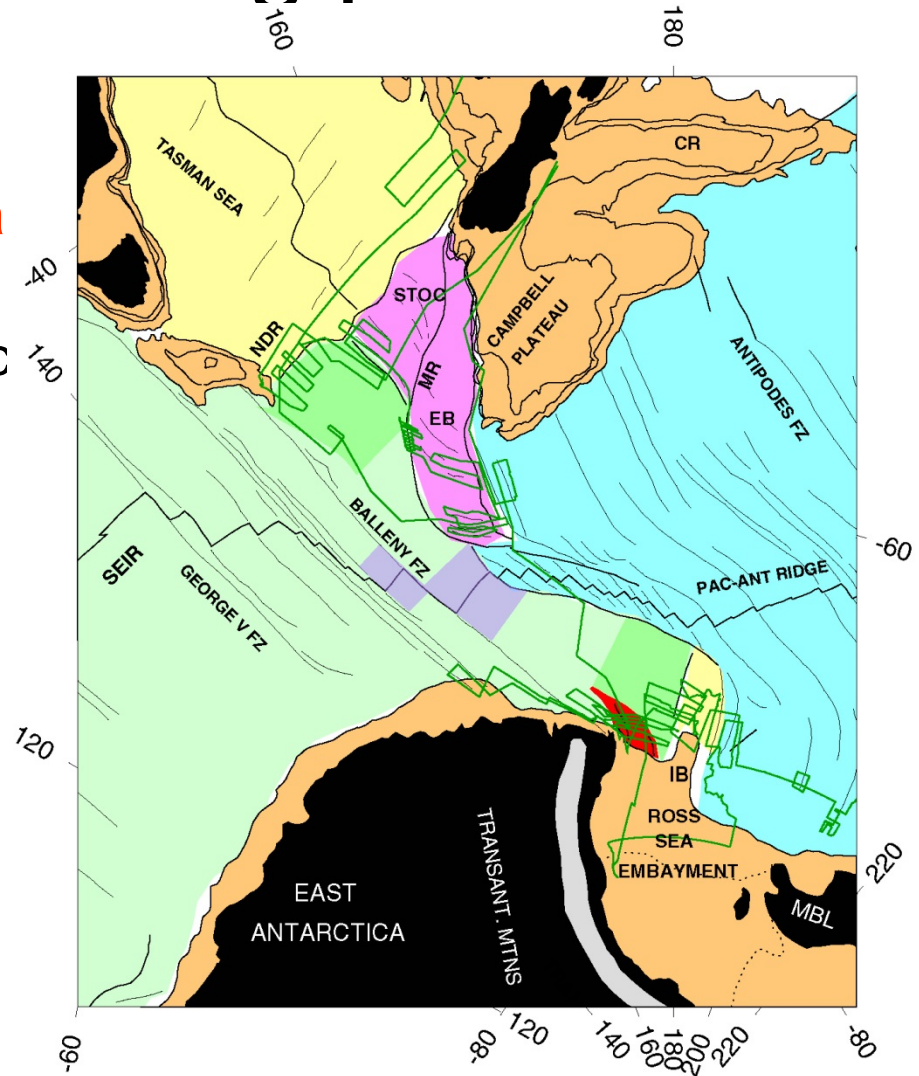 160
180
TASMAN SEA
CR
-40
STOC
CAMPBELL
PLATEAU
NDR
140
MR
ANTIPODES FZ
EB
BALLENY FZ
-60
SEIR
GEORGE V FZ
PAC-ANT RIDGE
120
IB
ROSS
SEA
EMBAYMENT
TRANSANT. MTNS
EAST
ANTARCTICA
MBL
220
-60
-80
120
140
160
180
200
220
-80